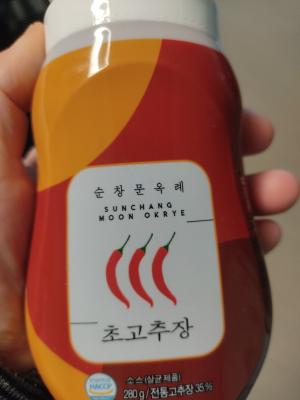 순창문옥례
SUNCHANG
MOON OKRYE
초고추장
소스(살균제품)
280g/전통고추장 35%
HACCP